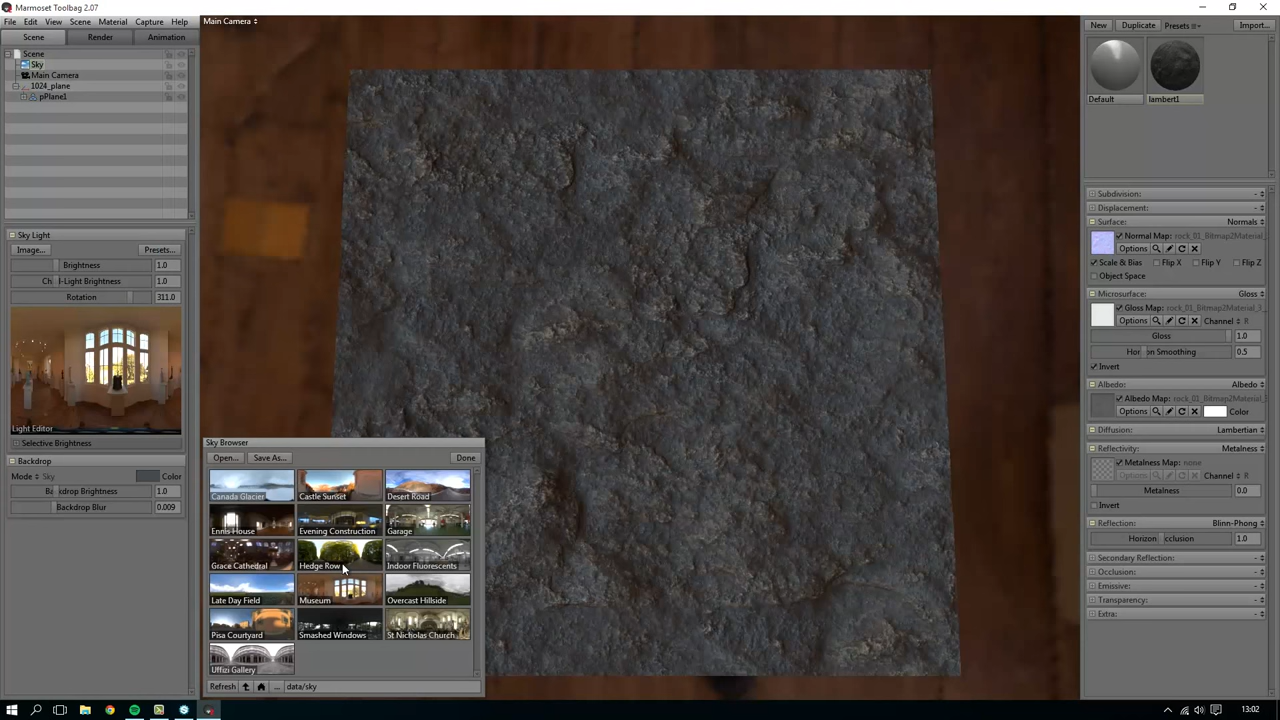 Marmoset Toolbag 2.07
File Edit View Scene Material Capture Help
Scene Render Animation
Scene
Sky
Main Camera
1024_plane
pPlane1
Sky Light
Image... Presets...
Brightness 1.0
Light Brightness 1.0
Rotation 311.0
Light Editor
Selective Brightness
Backdrop
Mode Sky Color
Backdrop Brightness 1.0
Backdrop Blur 0.009
Main Camera
Sky Browser
Open... Save As... Done
Canada Glacier Castle Sunset Desert Road
Ennis House Evening Construction Garage
Grace Cathedral Hedge Row Indoor Fluorescents
Late Day Field Museum Overcast Hillside
Pisa Courtyard Smashed Windows St Nicholas Church
Uffizi Gallery
Refresh ... data/sky
New Duplicate Presets Import...
Default lambert1
Subdivision: -
Displacement: -
Surface: Normals
Normal Map: rock_01_Bitmap2Material_
Options
Scale & Bias Flip X Flip Y Flip Z
Object Space
Microsurface: Gloss
Gloss Map: rock_01_Bitmap2Material_3_
Options Channel R
Gloss 1.0
Smoothing 0.5
Invert
Albedo: Albedo
Albedo Map: rock_01_Bitmap2Material_3
Options Color
Diffusion: Lambertian
Reflectivity: Metalness
Metalness Map: none
Options Channel R
Metalness 0.0
Invert
Reflection: Blinn-Phong
Horizon Occlusion 1.0
Secondary Reflection: -
Occlusion: -
Emissive: -
Transparency: -
Extra: -
13:02